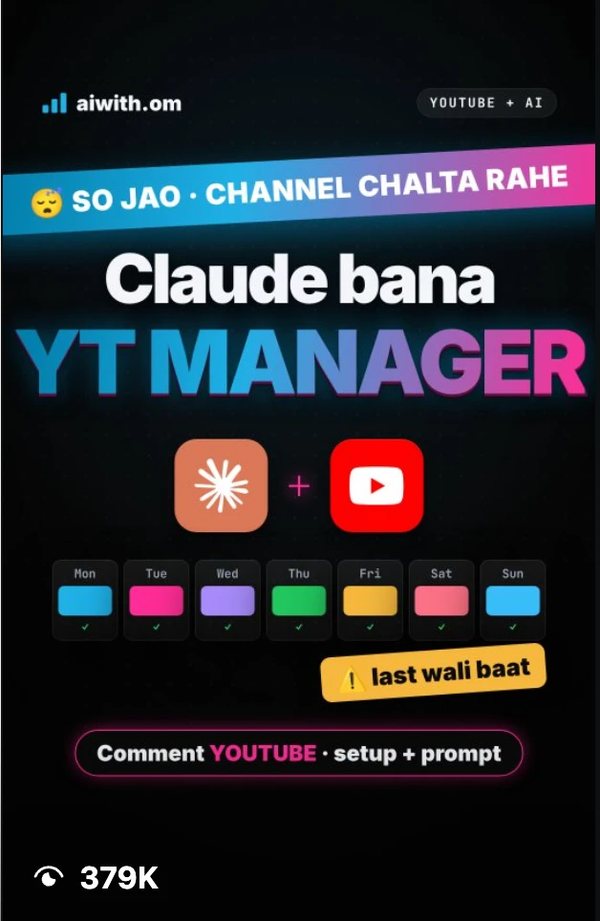 aiwith.om
YOUTUBE + AI
😴 SO JAO · CHANNEL CHALTA RAHE
Claude bana
YT MANAGER
+
Mon Tue Wed Thu Fri Sat Sun
⚠️ last wali baat
Comment YOUTUBE · setup + prompt
379K